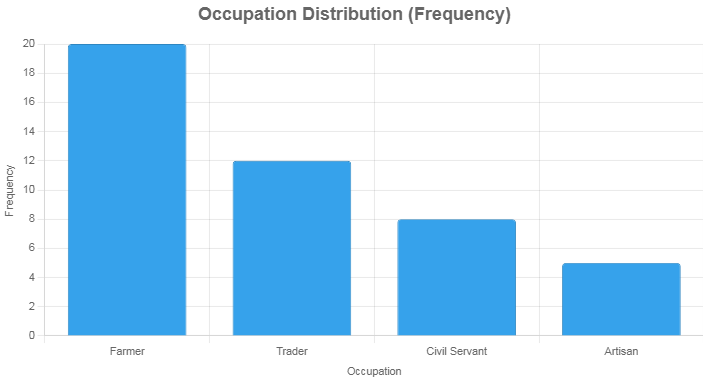 Occupation Distribution (Frequency)
20
18
16
14
12
10
8
6
4
2
0
Frequency
Farmer
Trader
Civil Servant
Artisan
Occupation